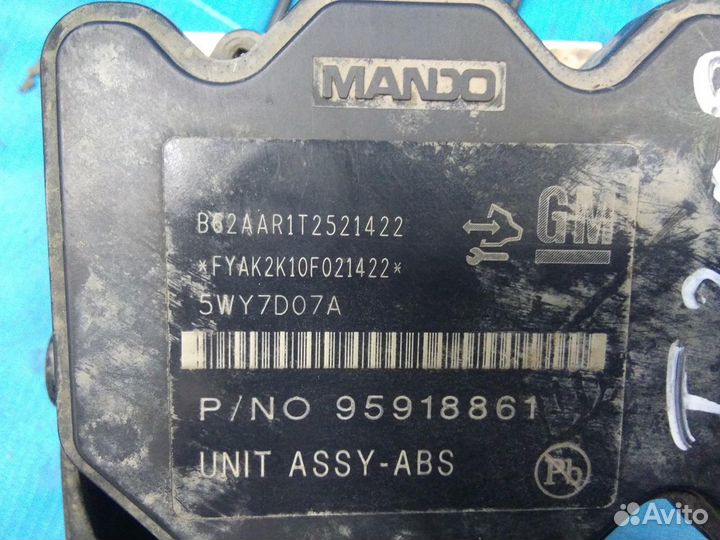 MANDO
B62AAR1T2521422
GM
*FYAK2K10F021422*
5WY7D07A
P/NO 95918861
UNIT ASSY-ABS
Pb
Avito